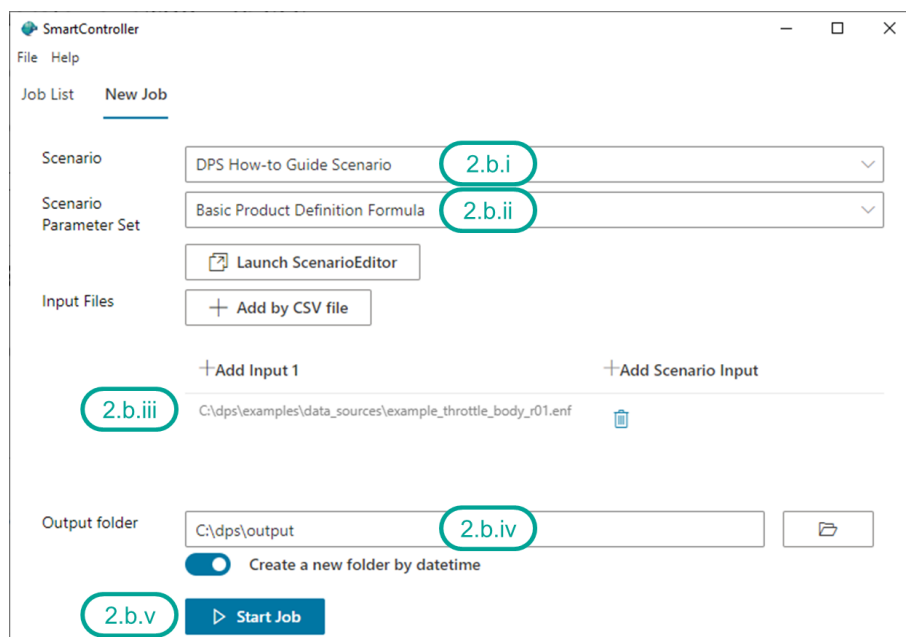 SmartController
File Help
Job List New Job
Scenario DPS How-to Guide Scenario 2.b.i
Scenario
Parameter Set Basic Product Definition Formula 2.b.ii
Launch ScenarioEditor
Input Files Add by CSV file
Add Input 1 Add Scenario Input
2.b.iii C:\dps\examples\data_sources\example_throttle_body_r01.enf
Output folder C:\dps\output 2.b.iv
Create a new folder by datetime
2.b.v Start Job